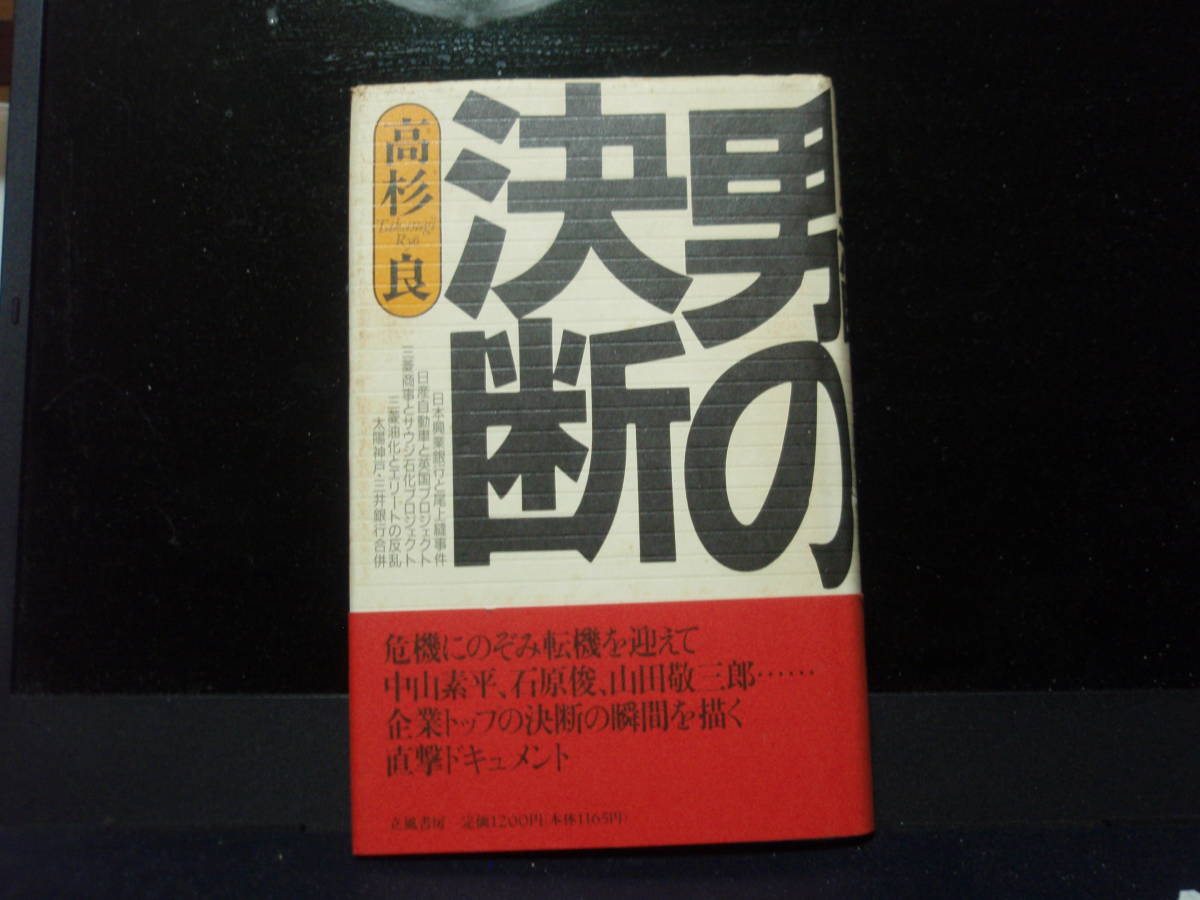 男の
決断
高杉
Takasugi
Ryo
良
日本興業銀行と尾上縫事件
日産自動車と英国プロジェクト
三菱商事とサウジ石化プロジェクト
三菱油化とエリートの反乱
太陽神戸・三井銀行合併
危機にのぞみ転機を迎えて
中山素平、石原俊、山田敬三郎……
企業トップの決断の瞬間を描く
直撃ドキュメント
立風書房 定価1200円(本体1165円)